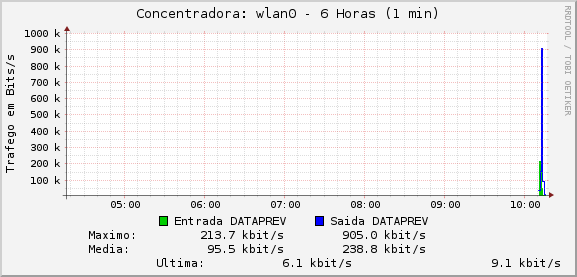 Concentradora: wlan0 - 6 Horas (1 min)
RRDTOOL / TOBI OETIKER
Trafego em Bits/s
1000 k
900 k
800 k
700 k
600 k
500 k
400 k
300 k
200 k
100 k
05:00 06:00 07:00 08:00 09:00 10:00
Entrada DATAPREV Saida DATAPREV
Maximo: 213.7 kbit/s 905.0 kbit/s
Media: 95.5 kbit/s 238.8 kbit/s
Ultima: 6.1 kbit/s 9.1 kbit/s